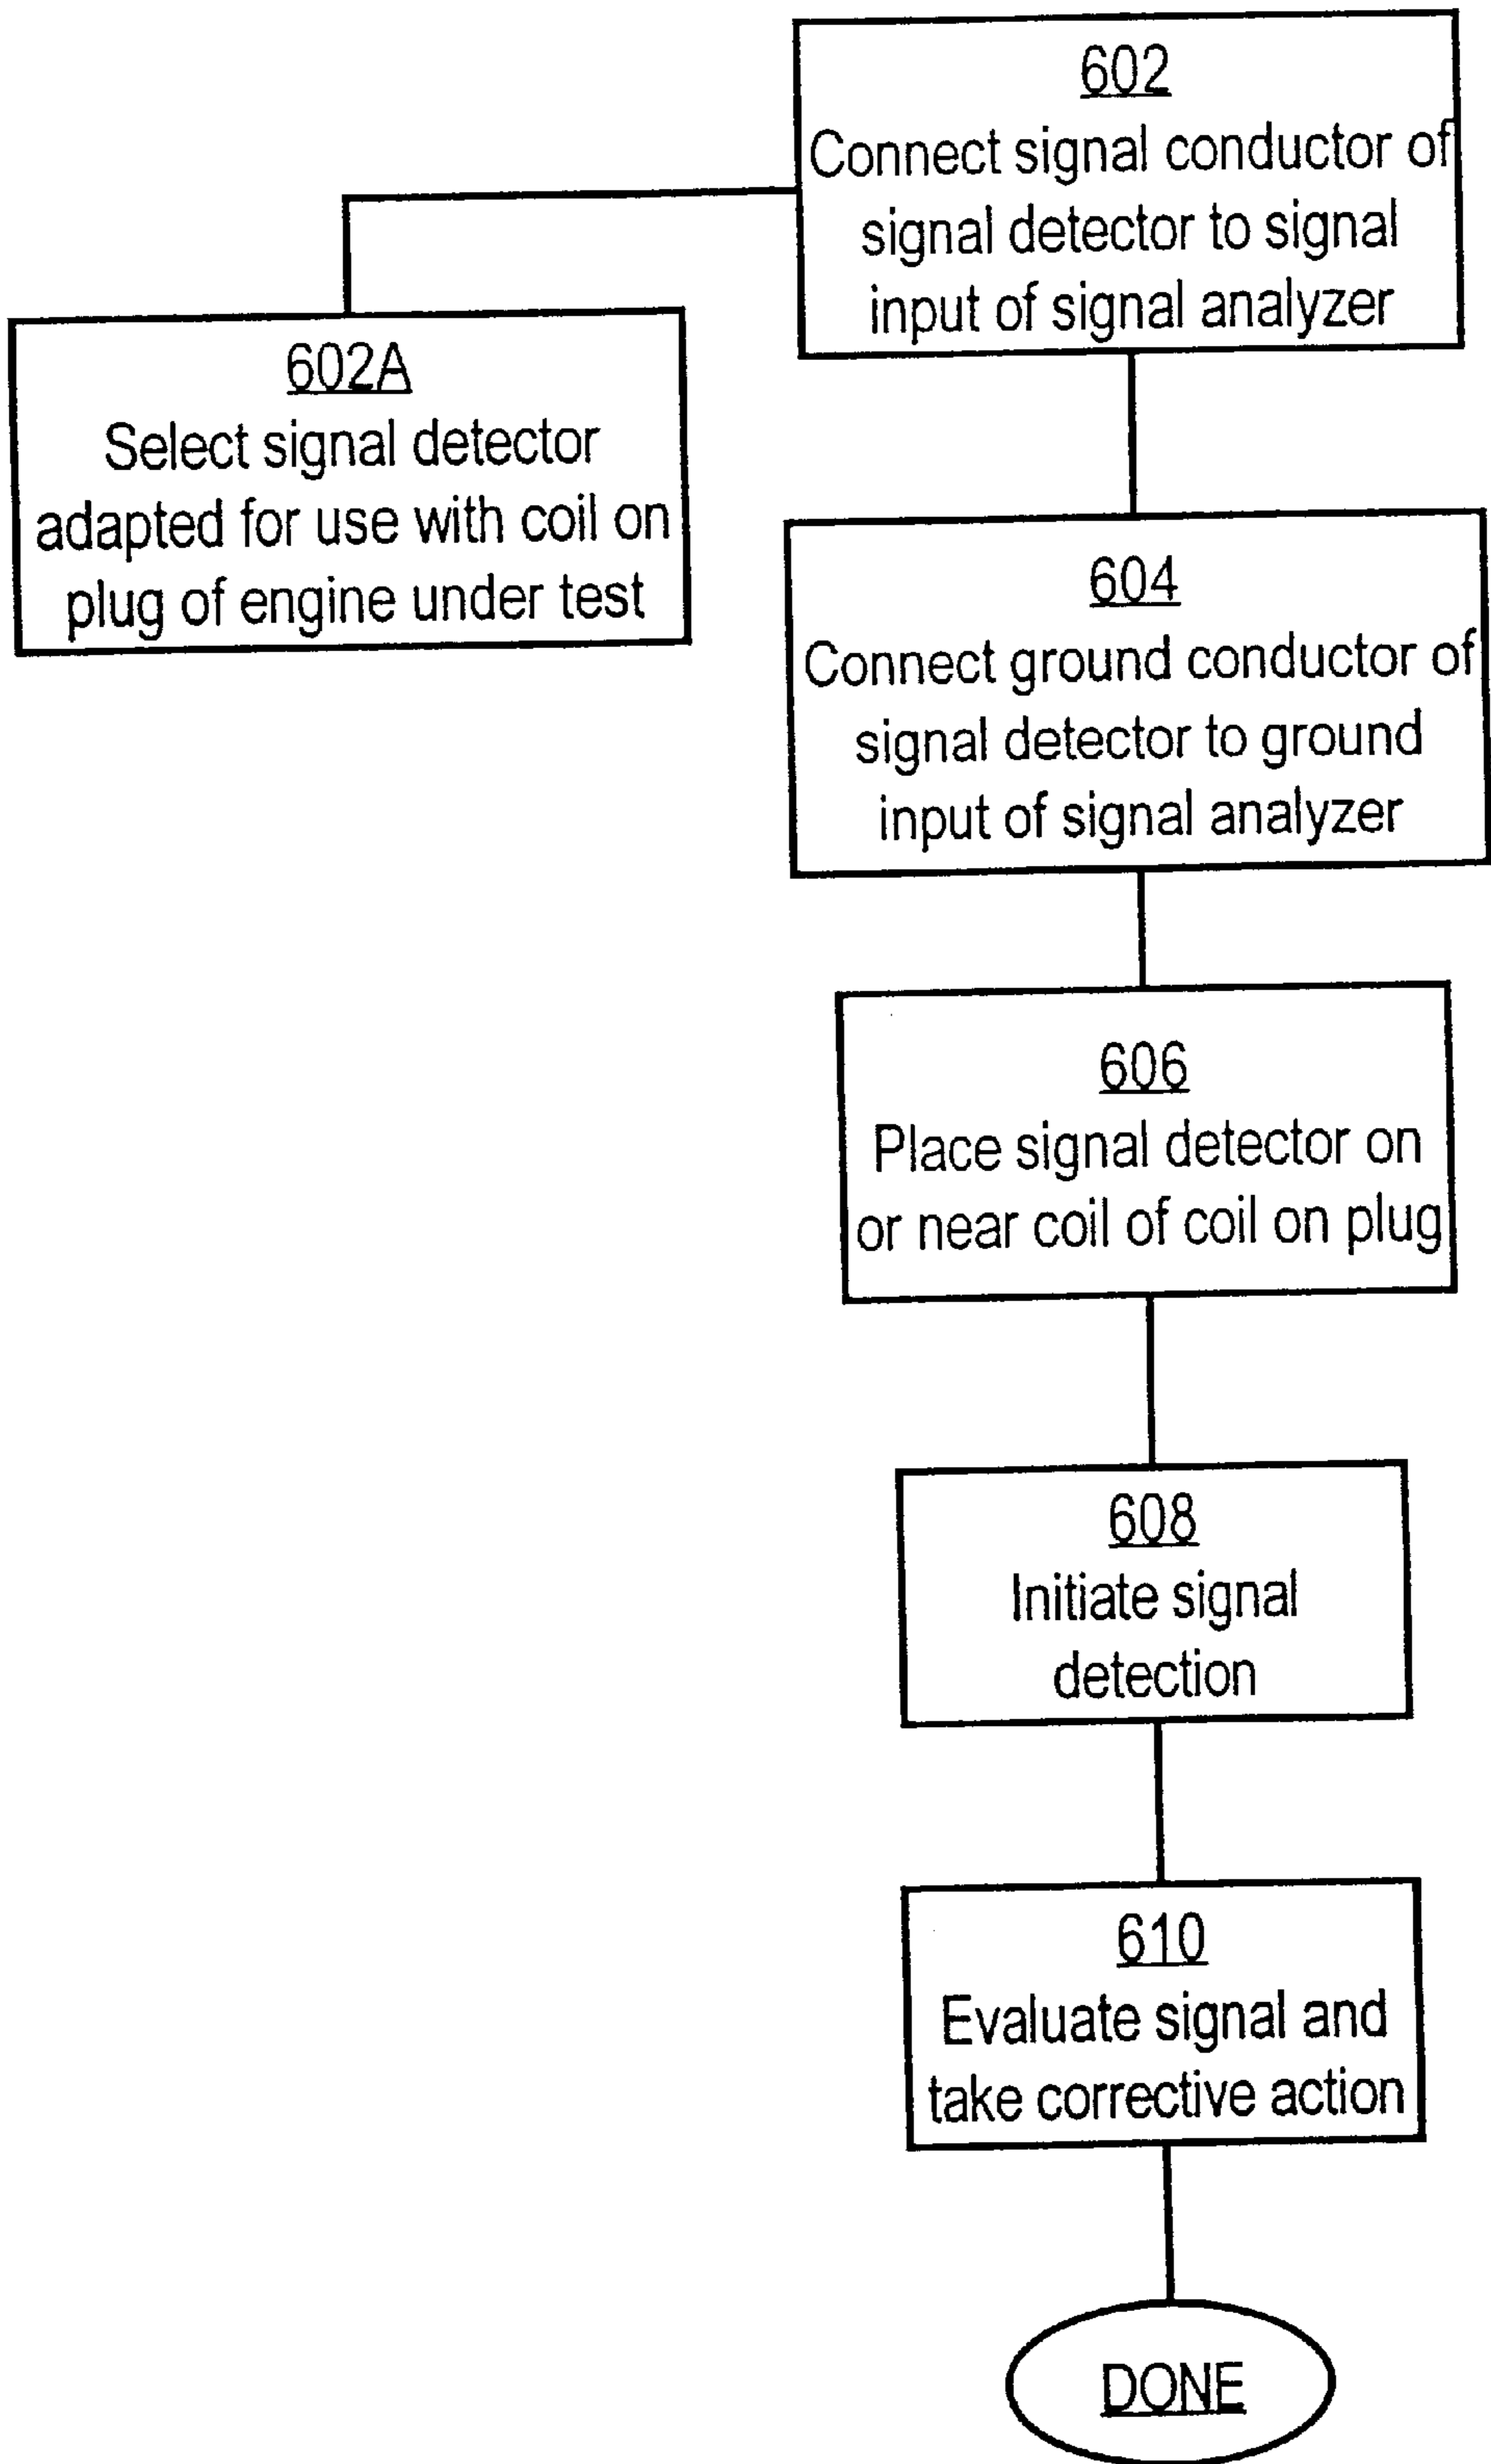 602
Connect signal conductor of
signal detector to signal
input of signal analyzer
602A
Select signal detector
adapted for use with coil on
plug of engine under test
604
Connect ground conductor of
signal detector to ground
input of signal analyzer
606
Place signal detector on
or near coil of coil on plug
608
Initiate signal
detection
610
Evaluate signal and
take corrective action
DONE